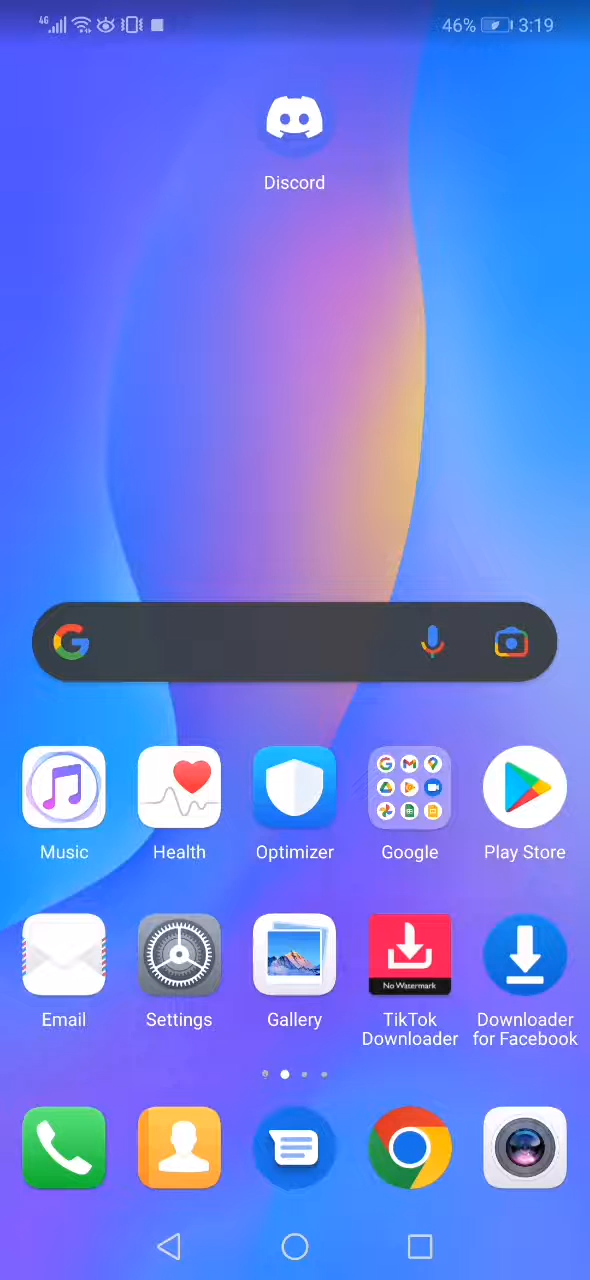 4G 46% 3:19
Discord
Music Health Optimizer Google Play Store
No Watermark
Email Settings Gallery TikTok Downloader
Downloader for Facebook